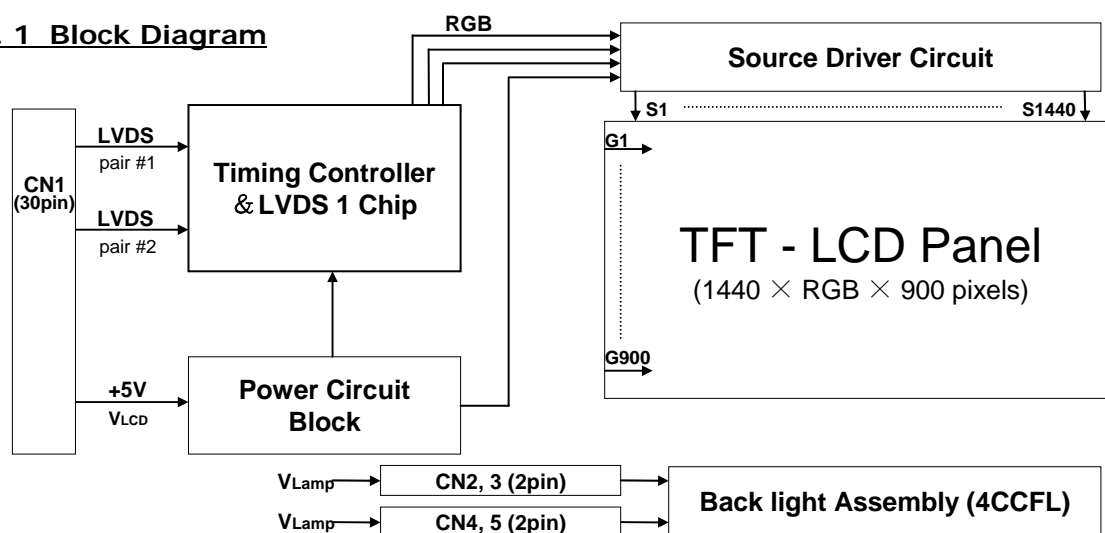 . 1 Block Diagram
RGB
Source Driver Circuit
S1
S1440
CN1
(30pin)
LVDS
pair #1
LVDS
pair #2
Timing Controller
& LVDS 1 Chip
G1
TFT - LCD Panel
(1440 × RGB × 900 pixels)
G900
+5V
VLCD
Power Circuit
Block
VLamp
CN2, 3 (2pin)
VLamp
CN4, 5 (2pin)
Back light Assembly (4CCFL)